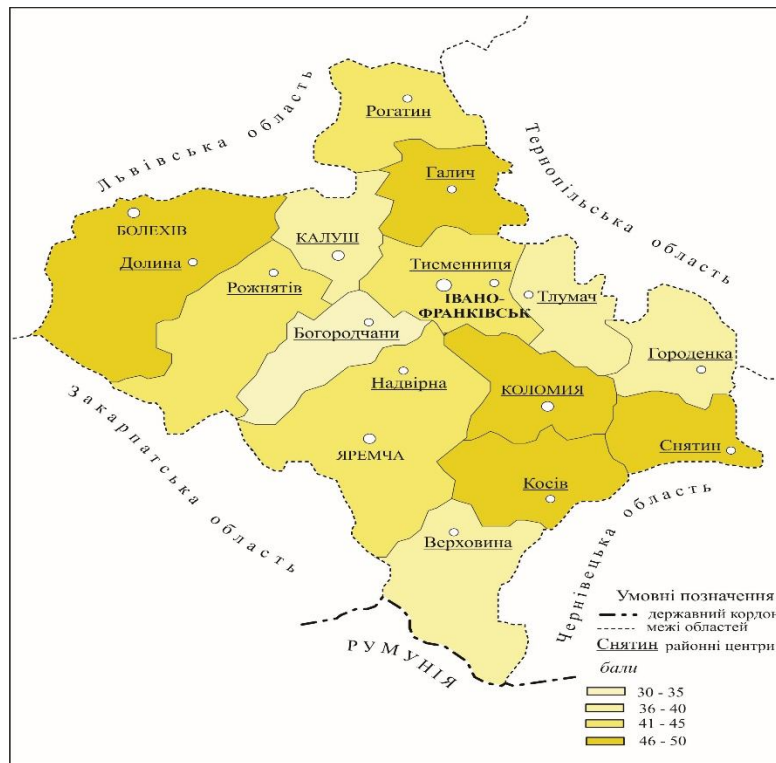 Рогатин
Львівська область
Тернопільська область
Галич
БОЛЕХІВ
КАЛУШ
Долина
Тисменниця
Рожнятів
ІВАНО-
ФРАНКІВСЬК
Тлумач
Богородчани
Городенка
Надвірна
КОЛОМИЯ
Закарпатська область
ЯРЕМЧА
Снятин
Косів
Верховина
Чернівецька область
РУМУНІЯ
Умовні позначення
державний кордон
межі областей
Снятин районні центри
бали
30 - 35
36 - 40
41 - 45
46 - 50